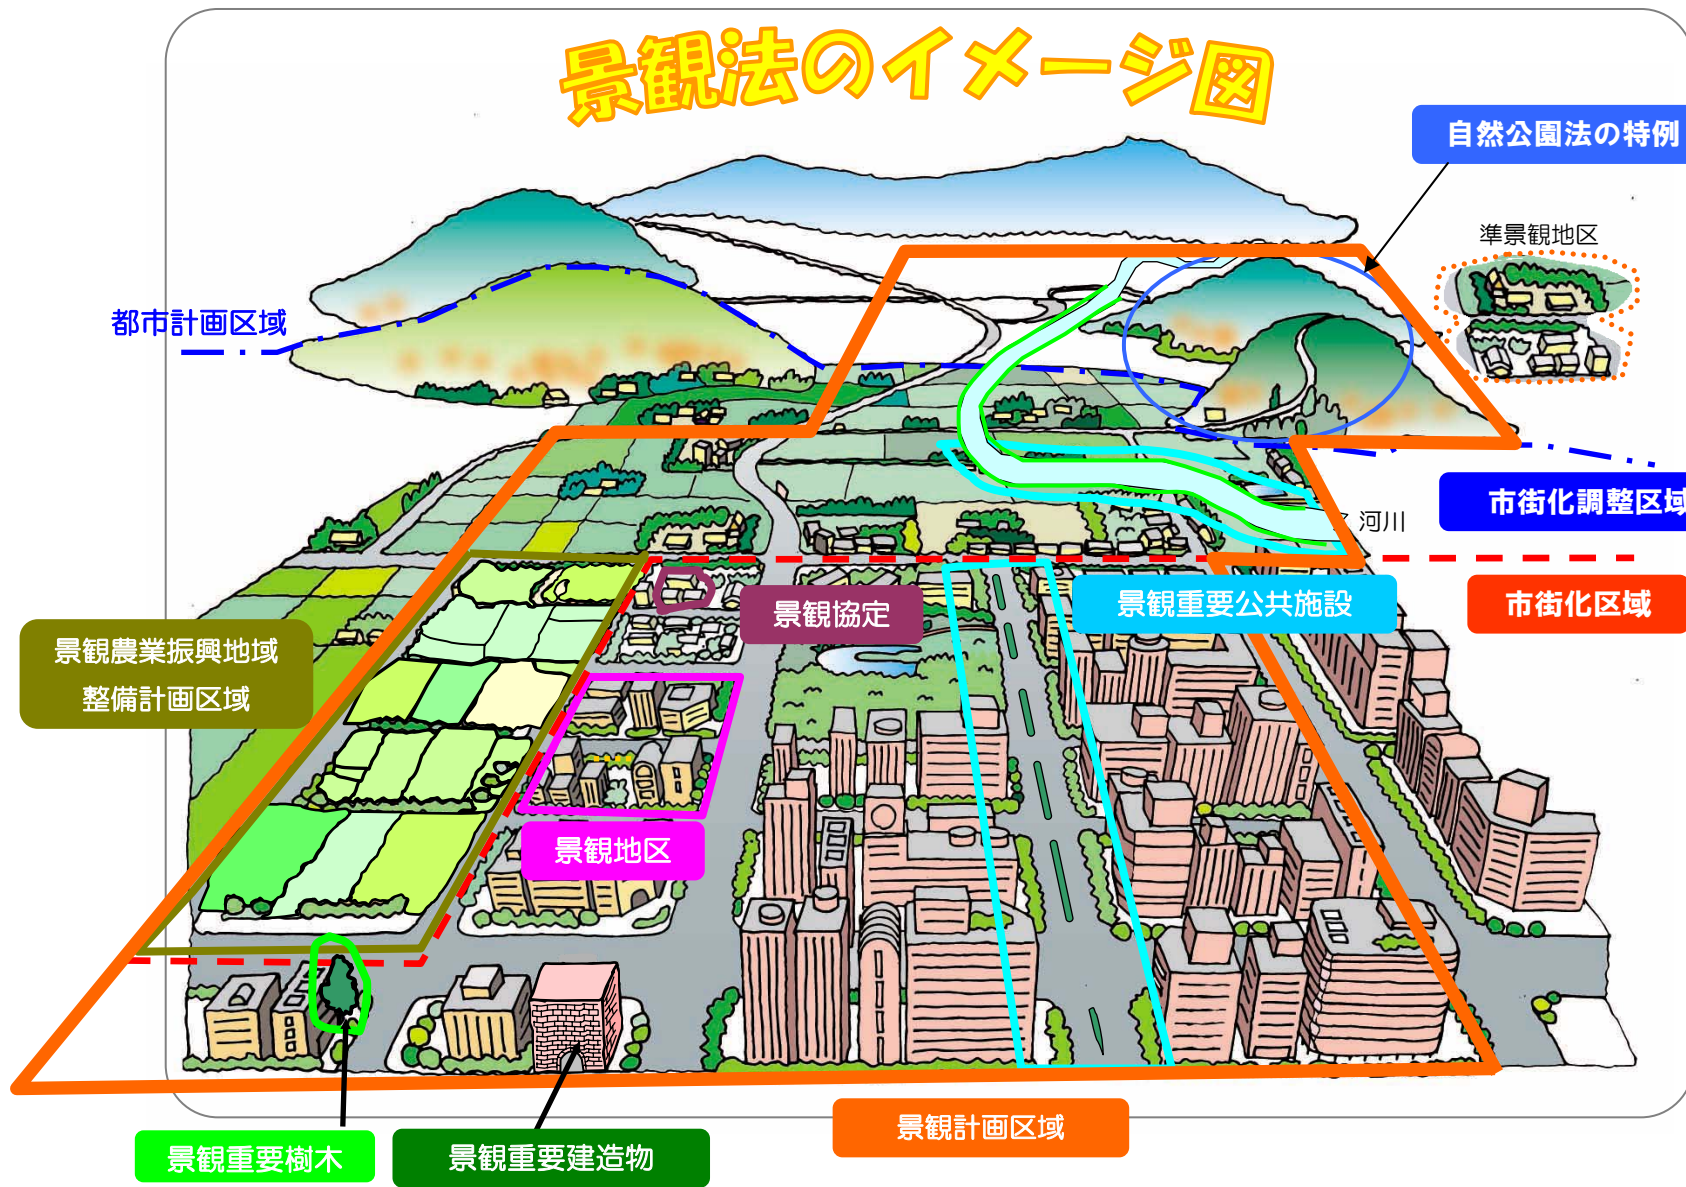 景観法のイメージ図
自然公園法の特例
準景観地区
都市計画区域
市街化調整区域
河川
市街化区域
景観協定
景観重要公共施設
景観農業振興地域
整備計画区域
景観地区
景観計画区域
景観重要樹木
景観重要建造物